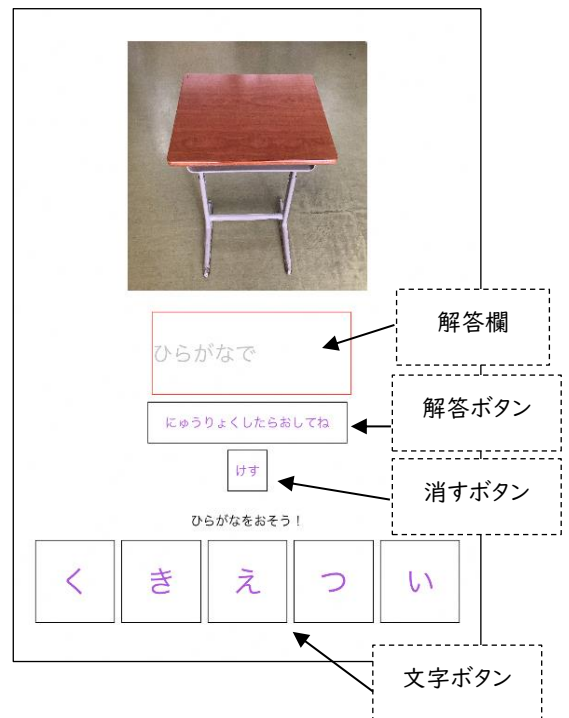 解答欄
ひらがなで
解答ボタン
にゅうりょくしたらおしてね
消すボタン
けす
ひらがなをおそう！
く き え つ い
文字ボタン